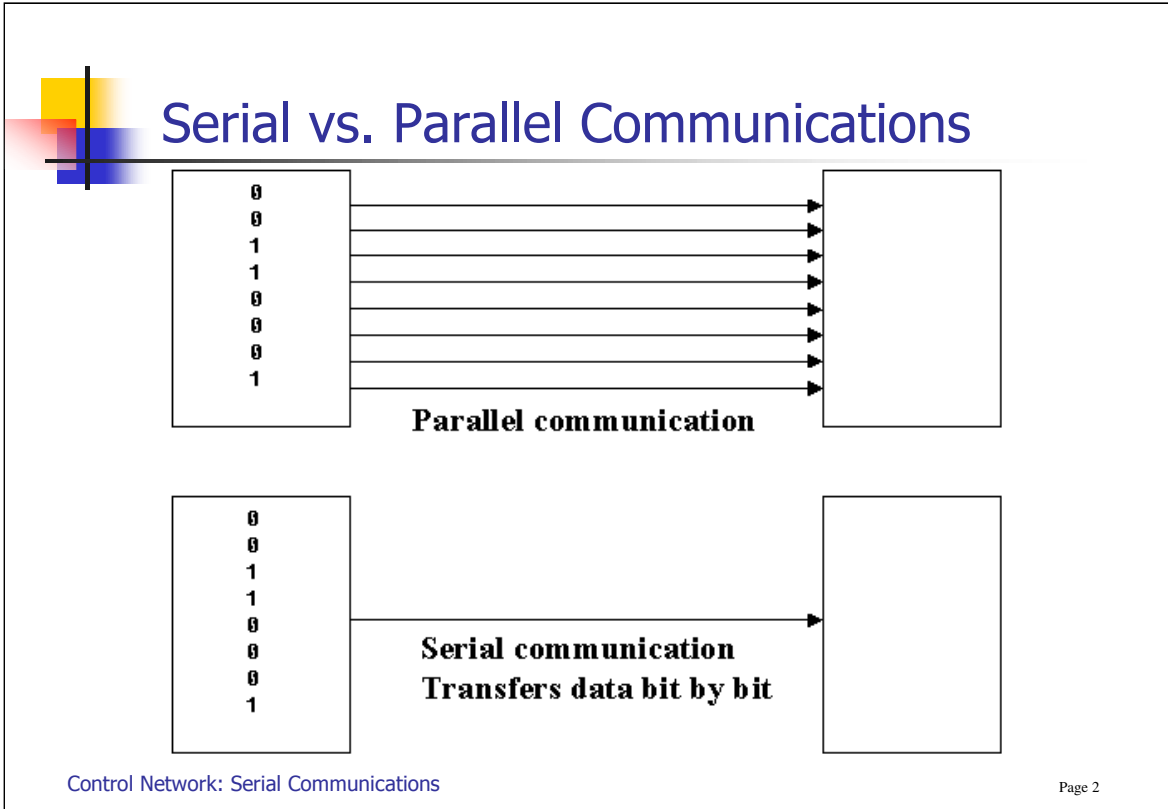 Serial vs. Parallel Communications
0
0
1
1
0
0
0
1
Parallel communication
0
0
1
1
0
0
0
1
Serial communication
Transfers data bit by bit
Control Network: Serial Communications
Page 2